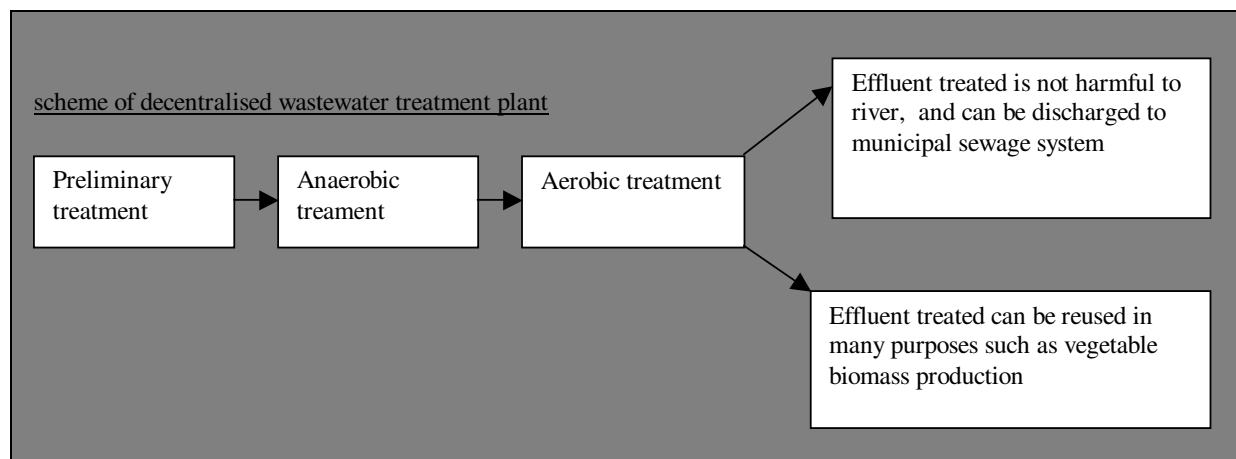 scheme of decentralised wastewater treatment plant
Preliminary
treatment
Anaerobic
treament
Aerobic treatment
Effluent treated is not harmful to
river, and can be discharged to
municipal sewage system
Effluent treated can be reused in
many purposes such as vegetable
biomass production